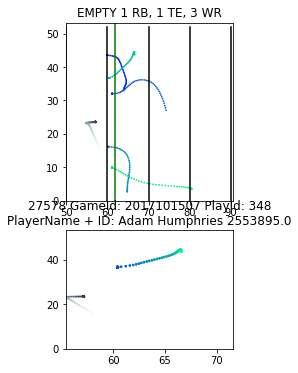 EMPTY 1 RB, 1 TE, 3 WR
50
40
30
20
10
0
50 60 70 80 90
27578 GameId: 2017101507 PlayId: 348
PlayerName + ID: Adam Humphries 2553895.0
40
20
0
60 65 70